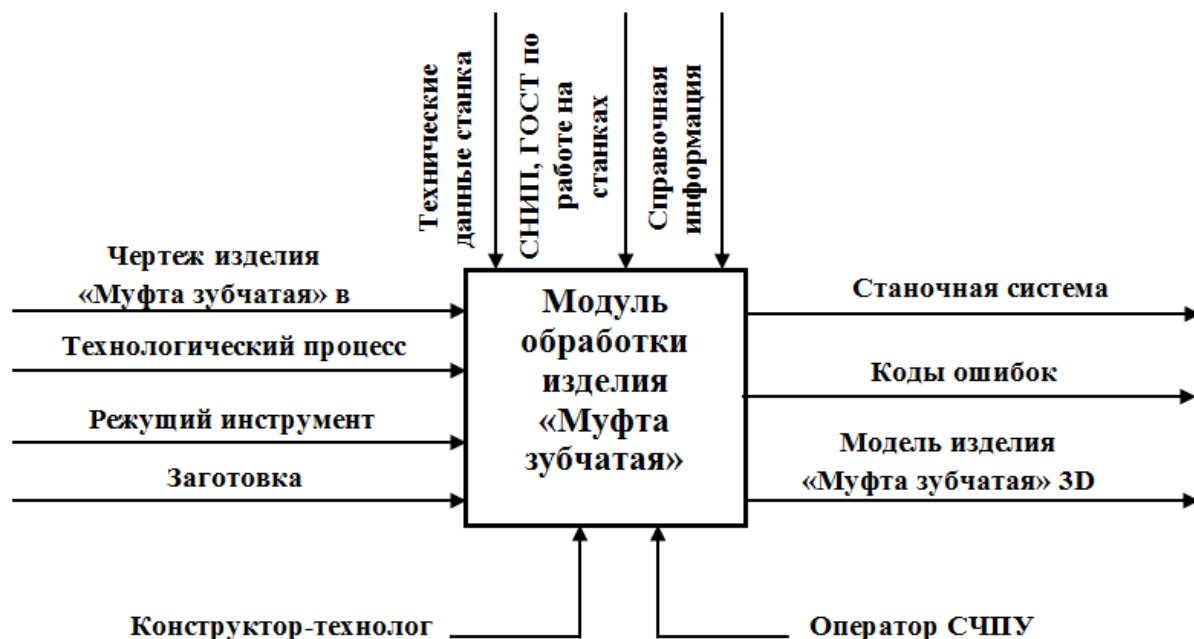 Технические
данные станка
СНИП, ГОСТ по
работе на
станках
Справочная
информация
Чертеж изделия
«Муфта зубчатая» в
Технологический процесс
Режущий инструмент
Заготовка
Модуль
обработки
изделия
«Муфта
зубчатая»
Станочная система
Коды ошибок
Модель изделия
«Муфта зубчатая» 3D
Конструктор-технолог
Оператор СЧПУ